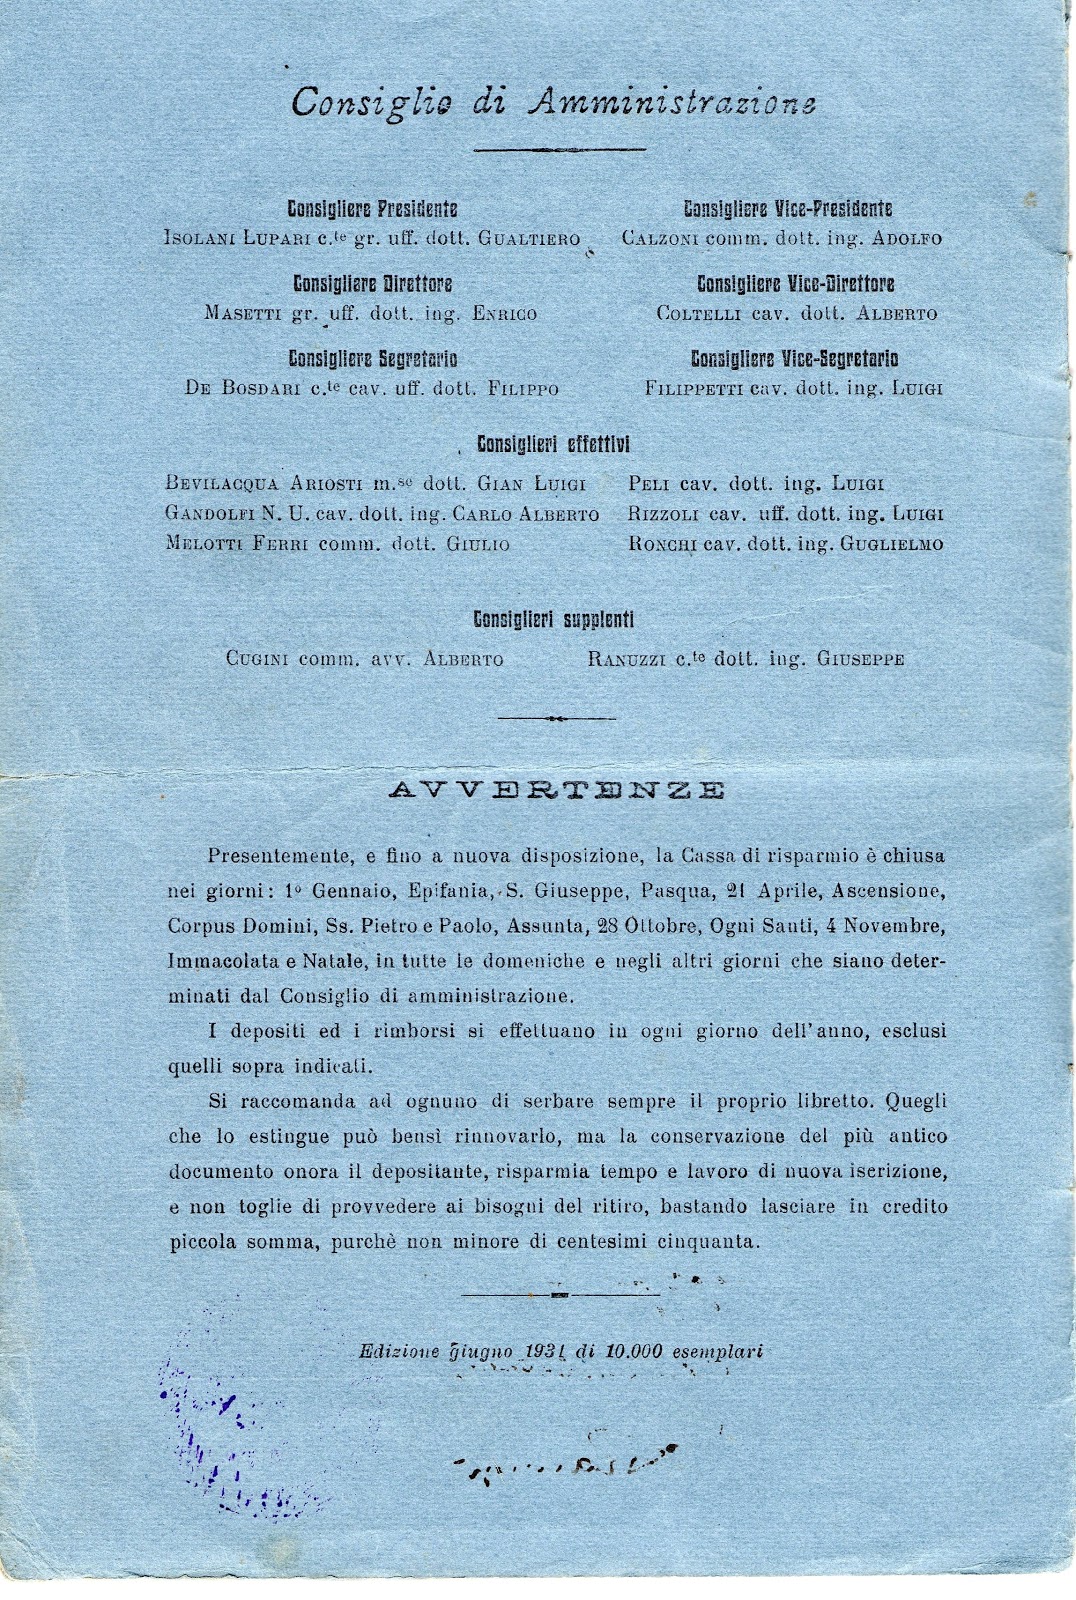 Consiglio di Amministrazione
Consigliere Presidente
ISOLANI LUPARI c.te gr. uff. dott. GUALTIERO
Consigliere Vice-Presidente
CALZONI comm. dott. ing. ADOLFO
Consigliere Direttore
MASETTI gr. uff. dott. ing. ENRICO
Consigliere Vice-Direttore
COLTELLI cav. dott. ALBERTO
Consigliere Segretario
DE BOSDARI c.te cav. uff. dott. FILIPPO
Consigliere Vice-Segretario
FILIPPETTI cav. dott. ing. LUIGI
Consiglieri effettivi
BEVILACQUA ARIOSTI m.se dott. GIAN LUIGI
GANDOLFI N. U. cav. dott. ing. CARLO ALBERTO
MELOTTI FERRI comm. dott. GIULIO
PELI cav. dott. ing. LUIGI
RIZZOLI cav. uff. dott. ing. LUIGI
RONCHI cav. dott. ing. GUGLIELMO
Consiglieri supplenti
CUGINI comm. avv. ALBERTO
RANUZZI c.te dott. ing. GIUSEPPE
AVVERTENZE
Presentemente, e fino a nuova disposizione, la Cassa di risparmio è chiusa
nei giorni: 1° Gennaio, Epifania, S. Giuseppe, Pasqua, 21 Aprile, Ascensione,
Corpus Domini, Ss. Pietro e Paolo, Assunta, 28 Ottobre, Ogni Santi, 4 Novembre,
Immacolata e Natale, in tutte le domeniche e negli altri giorni che siano deter-
minati dal Consiglio di amministrazione.
I depositi ed i rimborsi si effettuano in ogni giorno dell'anno, esclusi
quelli sopra indicati.
Si raccomanda ad ognuno di serbare sempre il proprio libretto. Quegli
che lo estingue può bensì rinnovarlo, ma la conservazione del più antico
documento onora il depositante, risparmia tempo e lavoro di nuova iscrizione,
e non toglie di provvedere ai bisogni del ritiro, bastando lasciare in credito
piccola somma, purchè non minore di centesimi cinquanta.
Edizione giugno 1931 di 10.000 esemplari